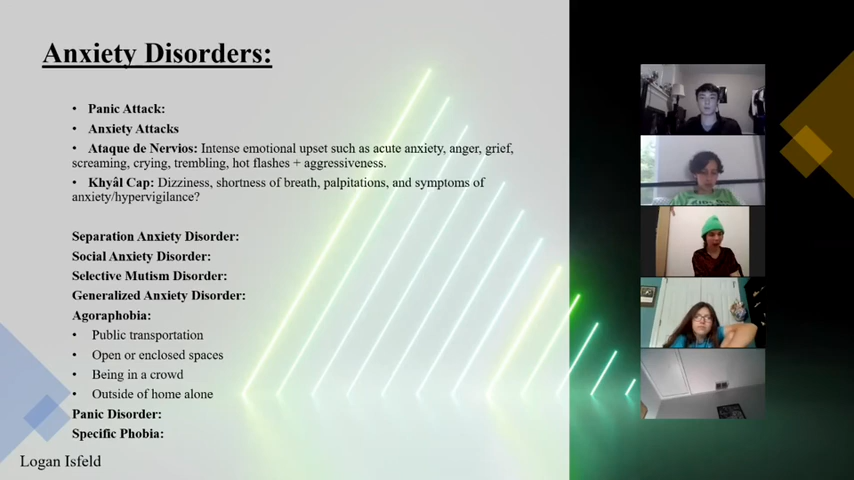 Anxiety Disorders:
• Panic Attack:
• Anxiety Attacks
• Ataque de Nervios: Intense emotional upset such as acute anxiety, anger, grief,
screaming, crying, trembling, hot flashes + aggressiveness.
• Khyâl Cap: Dizziness, shortness of breath, palpitations, and symptoms of
anxiety/hypervigilance?
Separation Anxiety Disorder:
Social Anxiety Disorder:
Selective Mutism Disorder:
Generalized Anxiety Disorder:
Agoraphobia:
• Public transportation
• Open or enclosed spaces
• Being in a crowd
• Outside of home alone
Panic Disorder:
Specific Phobia:
Logan Isfeld